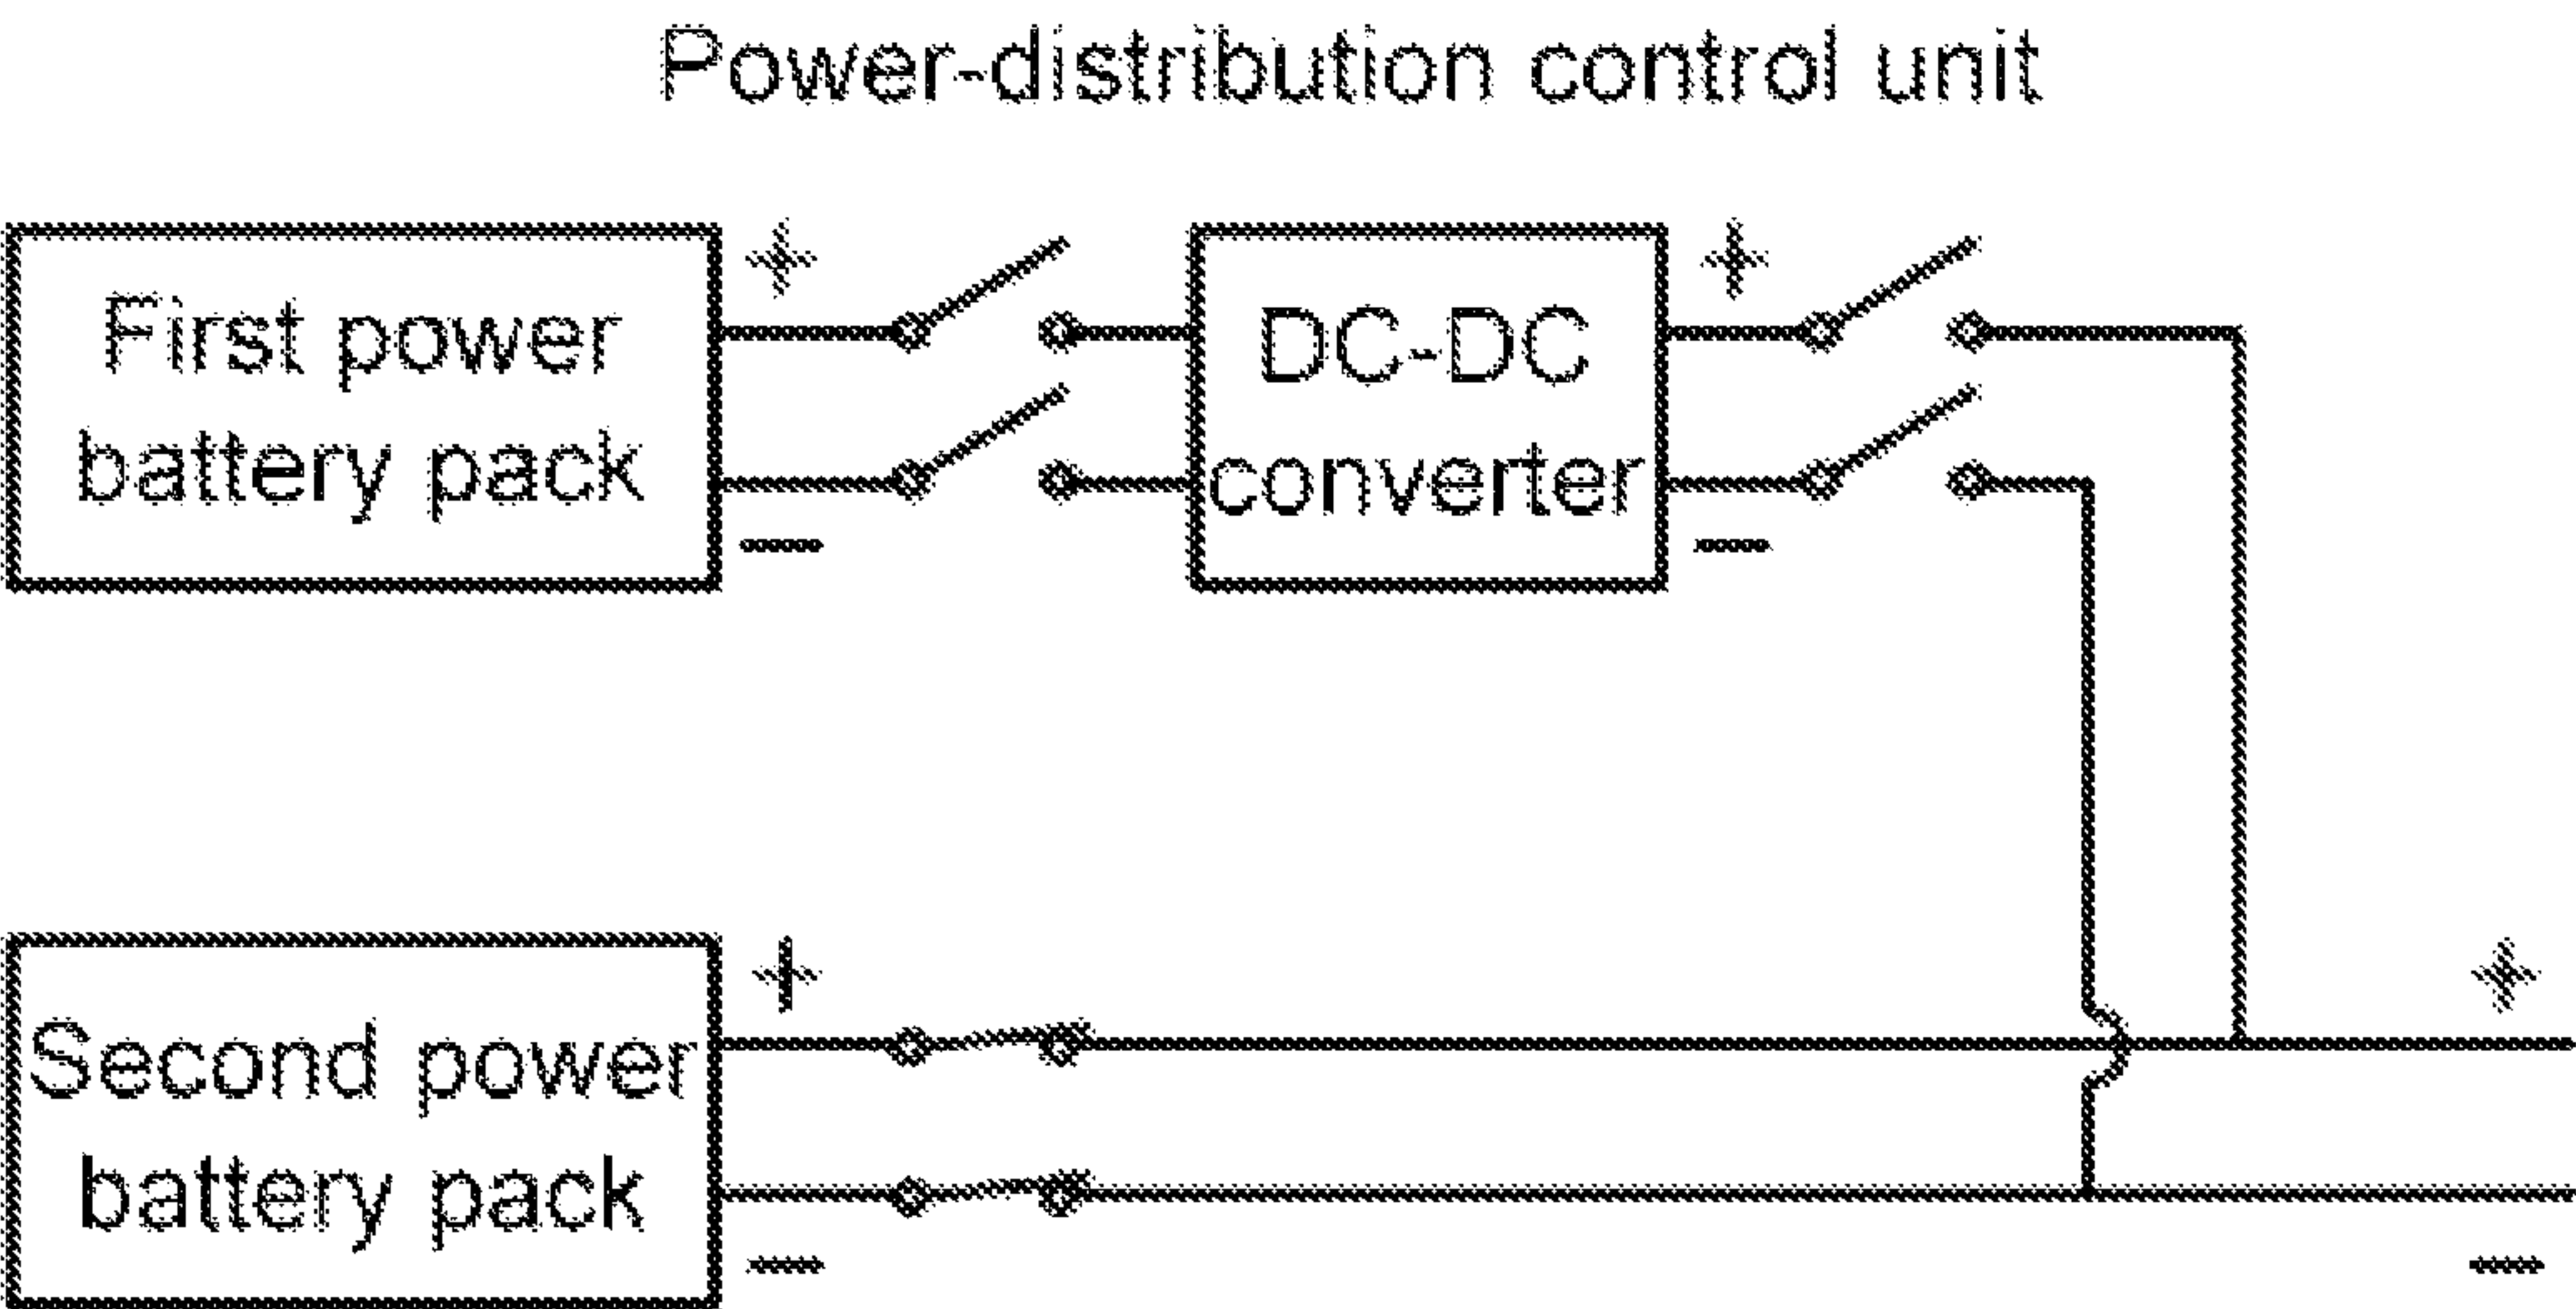 Power-distribution control unit
+
+
First power
battery pack
DC-DC
converter
—
—
+
+
Second power
battery pack
—
—